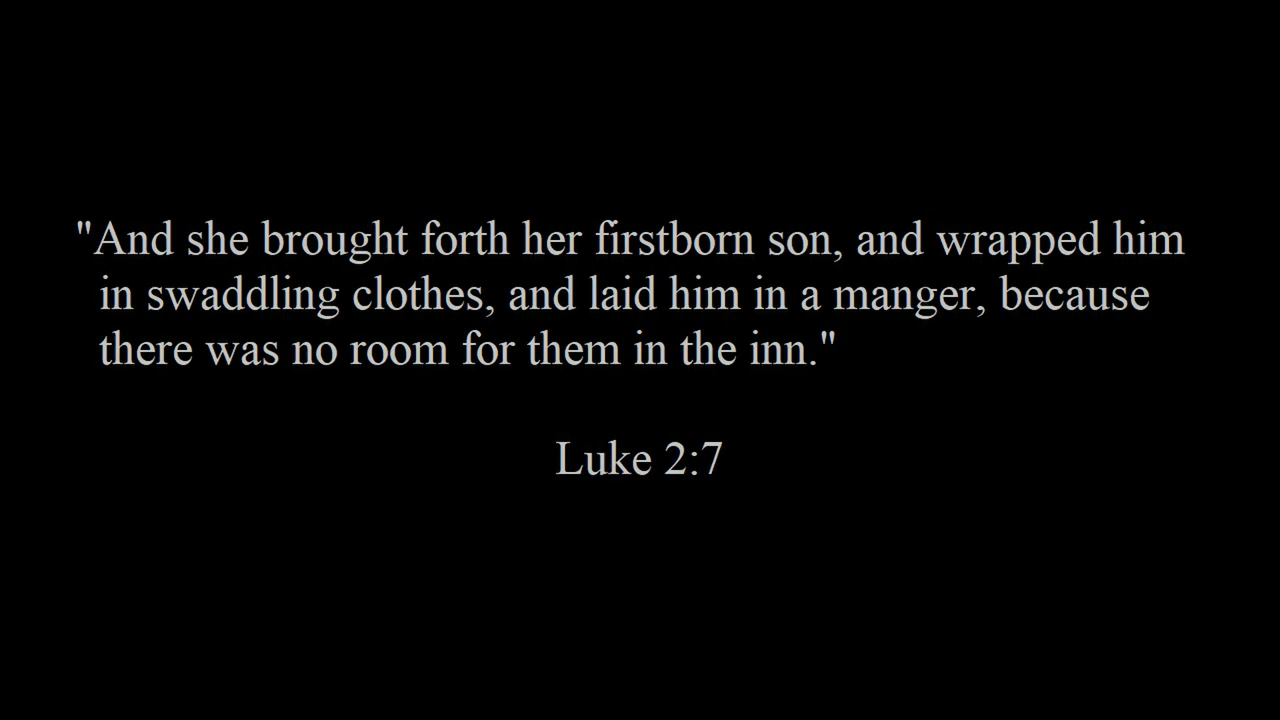 "And she brought forth her firstborn son, and wrapped him
in swaddling clothes, and laid him in a manger, because
there was no room for them in the inn."
Luke 2:7